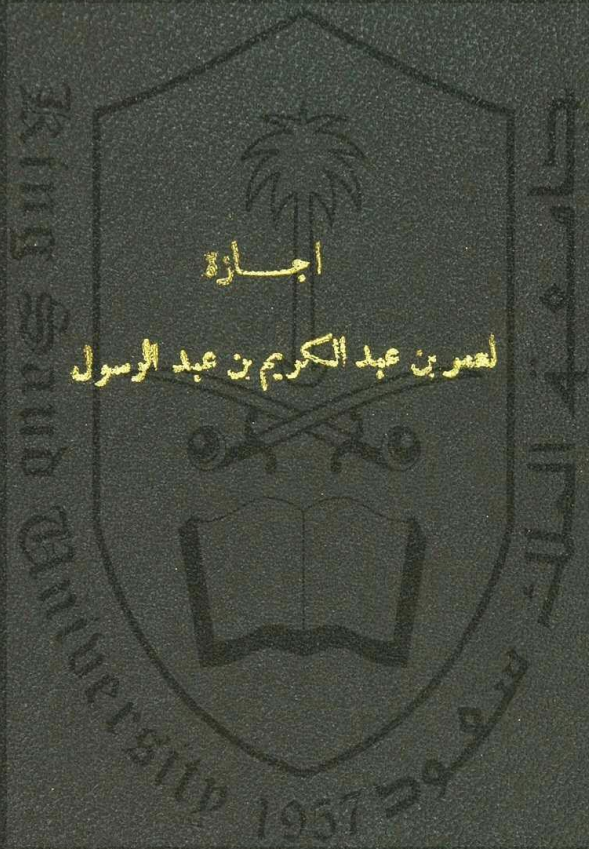 اجازة
لعمر بن عبد الكريم بن عبد الرسول
King Saud University 1957 جامعة الملك سعود